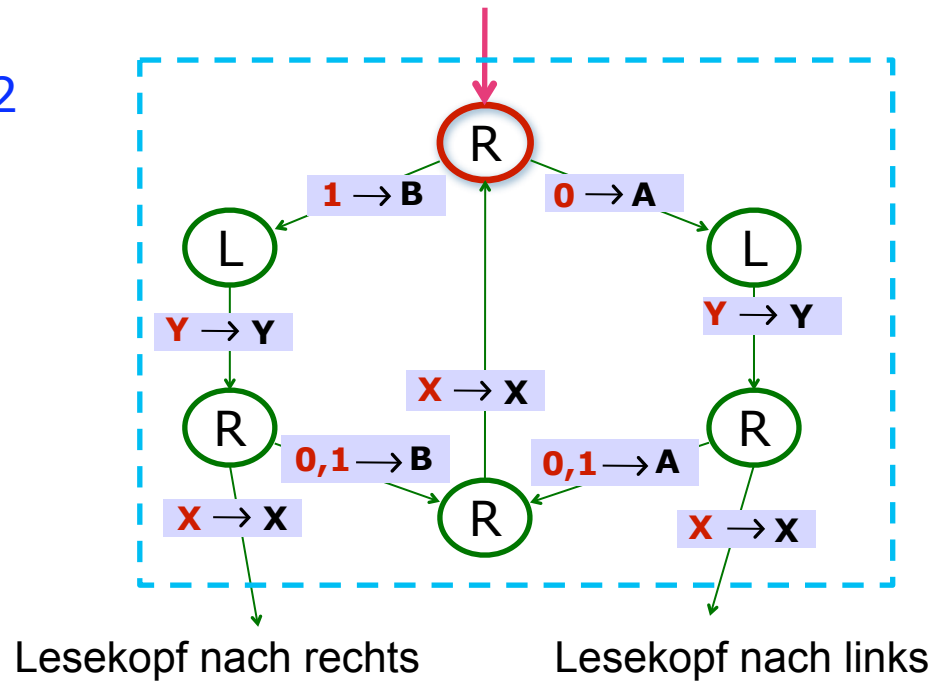 2
R
1 → B
0 → A
L
L
Y → Y
Y → Y
X → X
R
R
0,1 → B
0,1 → A
X → X
R
X → X
Lesekopf nach rechts
Lesekopf nach links